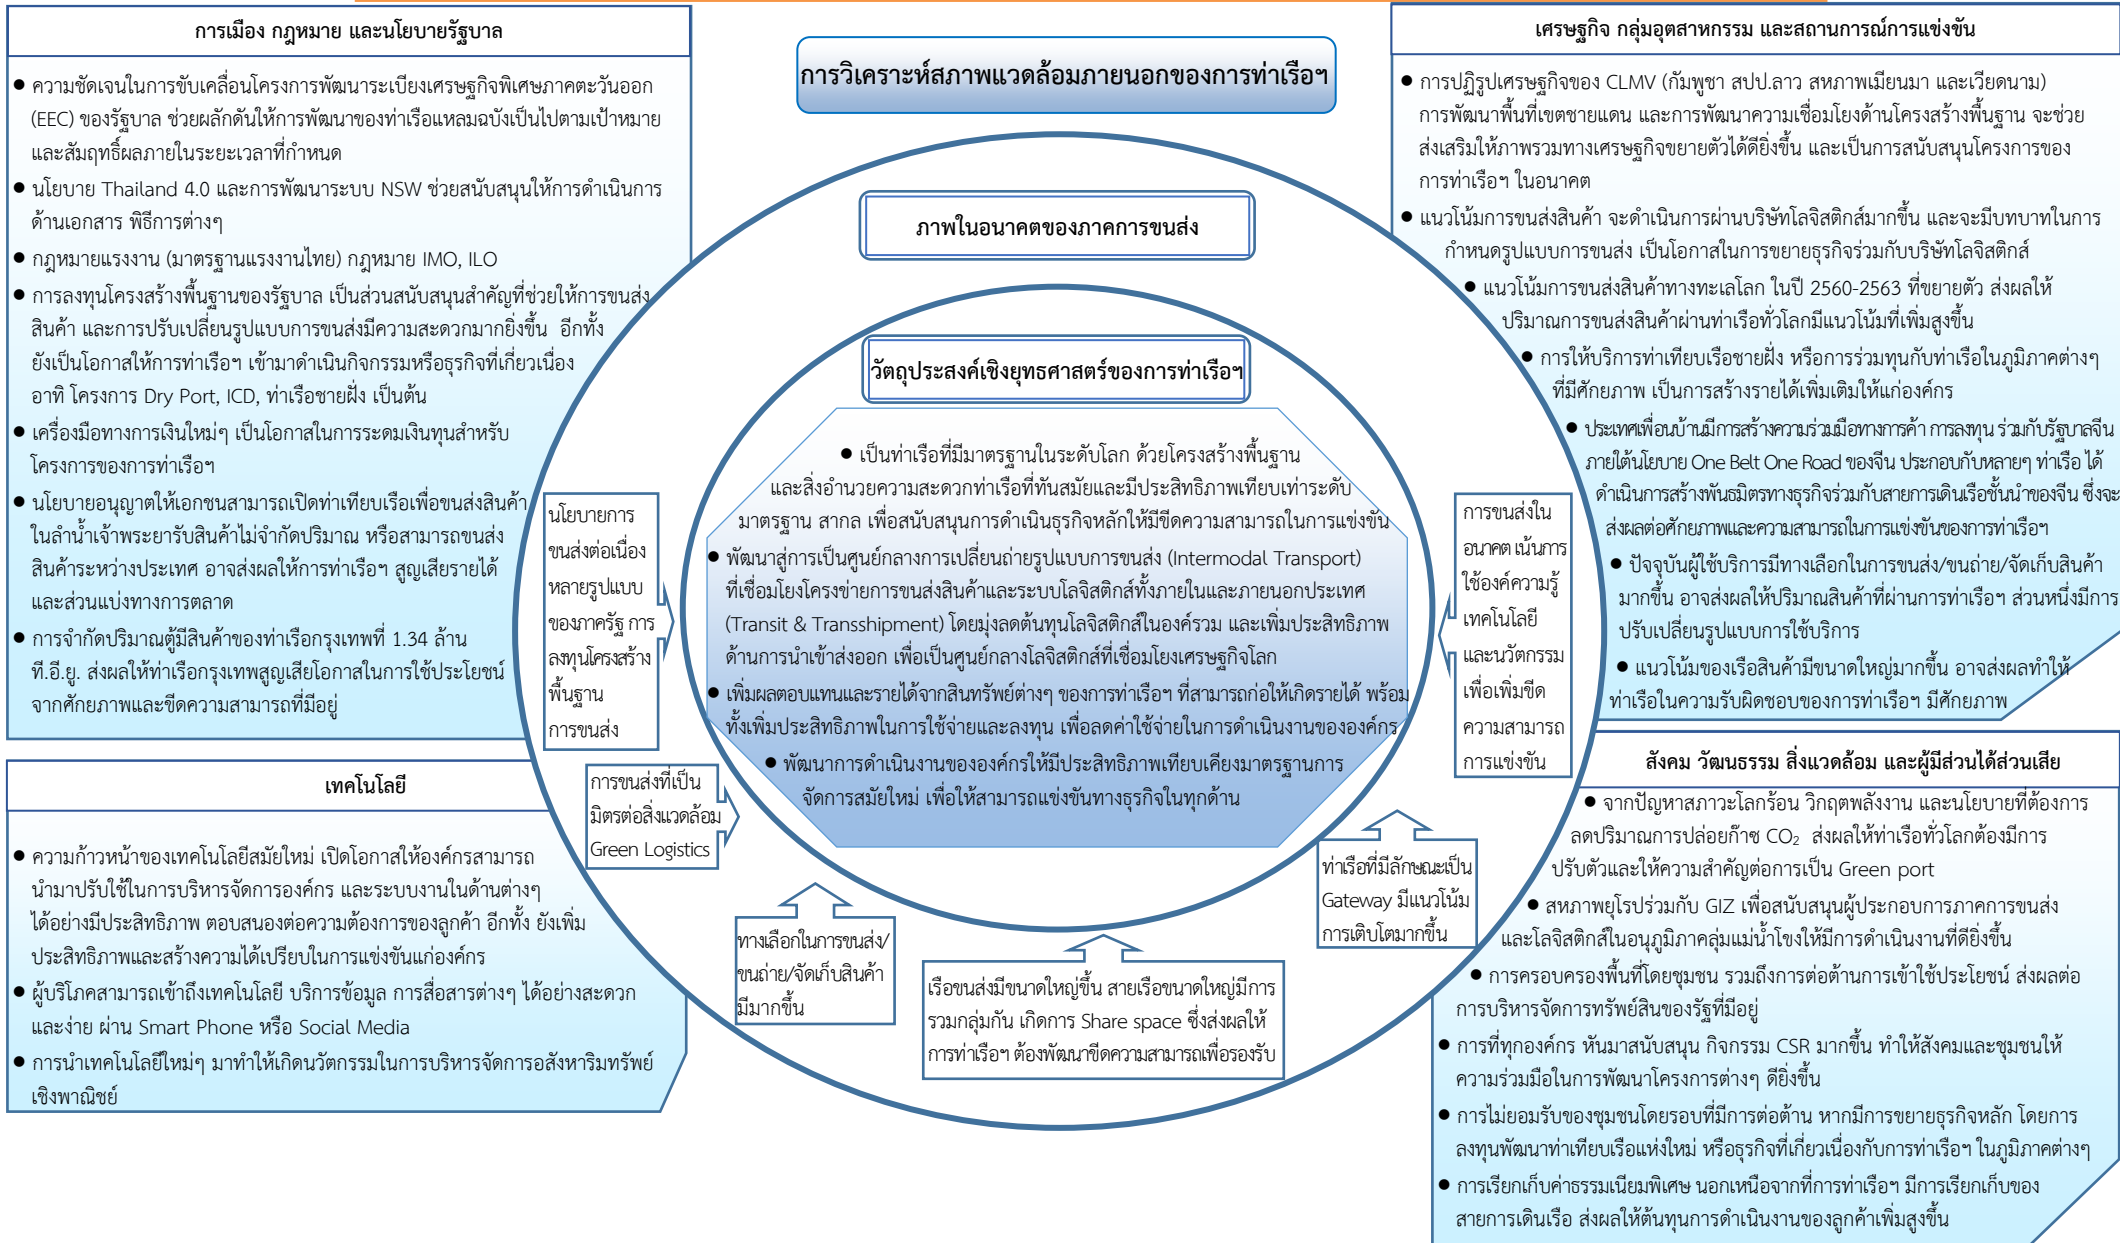 การเมือง กฎหมาย และนโยบายรัฐบาล
● ความชัดเจนในการขับเคลื่อนโครงการพัฒนาระเบียงเศรษฐกิจพิเศษภาคตะวันออก
(EEC) ของรัฐบาล ช่วยผลักดันให้การพัฒนาของท่าเรือแหลมฉบังเป็นไปตามเป้าหมาย
และสัมฤทธิ์ผลภายในระยะเวลาที่กำหนด
● นโยบาย Thailand 4.0 และการพัฒนาระบบ NSW ช่วยสนับสนุนให้การดำเนินการ
ด้านเอกสาร พิธีการต่างๆ
● กฎหมายแรงงาน (มาตรฐานแรงงานไทย) กฎหมาย IMO, ILO
● การลงทุนโครงสร้างพื้นฐานของรัฐบาล เป็นส่วนสนับสนุนสำคัญที่ช่วยให้การขนส่ง
สินค้า และการปรับเปลี่ยนรูปแบบการขนส่งมีความสะดวกมากยิ่งขึ้น อีกทั้ง
ยังเป็นโอกาสให้การท่าเรือฯ เข้ามาดำเนินกิจกรรมหรือธุรกิจที่เกี่ยวเนื่อง
อาทิ โครงการ Dry Port, ICD, ท่าเรือชายฝั่ง เป็นต้น
● เครื่องมือทางการเงินใหม่ๆ เป็นโอกาสในการระดมเงินทุนสำหรับ
โครงการของการท่าเรือฯ
● นโยบายอนุญาตให้เอกชนสามารถเปิดท่าเทียบเรือเพื่อขนส่งสินค้า
ในลำน้ำเจ้าพระยารับสินค้าไม่จำกัดปริมาณ หรือสามารถขนส่ง
สินค้าระหว่างประเทศ อาจส่งผลให้การท่าเรือฯ สูญเสียรายได้
และส่วนแบ่งทางการตลาด
● การจำกัดปริมาณตู้มีสินค้าของท่าเรือกรุงเทพที่ 1.34 ล้าน
ที.อี.ยู. ส่งผลให้ท่าเรือกรุงเทพสูญเสียโอกาสในการใช้ประโยชน์
จากศักยภาพและขีดความสามารถที่มีอยู่
เทคโนโลยี
● ความก้าวหน้าของเทคโนโลยีสมัยใหม่ เปิดโอกาสให้องค์กรสามารถ
นำมาปรับใช้ในการบริหารจัดการองค์กร และระบบงานในด้านต่างๆ
ได้อย่างมีประสิทธิภาพ ตอบสนองต่อความต้องการของลูกค้า อีกทั้ง ยังเพิ่ม
ประสิทธิภาพและสร้างความได้เปรียบในการแข่งขันแก่องค์กร
● ผู้บริโภคสามารถเข้าถึงเทคโนโลยี บริการข้อมูล การสื่อสารต่างๆ ได้อย่างสะดวก
และง่าย ผ่าน Smart Phone หรือ Social Media
● การนำเทคโนโลยีใหม่ๆ มาทำให้เกิดนวัตกรรมในการบริหารจัดการอสังหาริมทรัพย์
เชิงพาณิชย์
การวิเคราะห์สภาพแวดล้อมภายนอกของการท่าเรือฯ
ภาพในอนาคตของภาคการขนส่ง
วัตถุประสงค์เชิงยุทธศาสตร์ของการท่าเรือฯ
● เป็นท่าเรือที่มีมาตรฐานในระดับโลก ด้วยโครงสร้างพื้นฐาน
และสิ่งอำนวยความสะดวกท่าเรือที่ทันสมัยและมีประสิทธิภาพเทียบเท่าระดับ
มาตรฐาน สากล เพื่อสนับสนุนการดำเนินธุรกิจหลักให้มีขีดความสามารถในการแข่งขัน
● พัฒนาสู่การเป็นศูนย์กลางการเปลี่ยนถ่ายรูปแบบการขนส่ง (Intermodal Transport)
ที่เชื่อมโยงโครงข่ายการขนส่งสินค้าและระบบโลจิสติกส์ทั้งภายในและภายนอกประเทศ
(Transit & Transshipment) โดยมุ่งลดต้นทุนโลจิสติกส์ในองค์รวม และเพิ่มประสิทธิภาพ
ด้านการนำเข้าส่งออก เพื่อเป็นศูนย์กลางโลจิสติกส์ที่เชื่อมโยงเศรษฐกิจโลก
● เพิ่มผลตอบแทนและรายได้จากสินทรัพย์ต่างๆ ของการท่าเรือฯ ที่สามารถก่อให้เกิดรายได้ พร้อม
ทั้งเพิ่มประสิทธิภาพในการใช้จ่ายและลงทุน เพื่อลดค่าใช้จ่ายในการดำเนินงานขององค์กร
● พัฒนาการดำเนินงานขององค์กรให้มีประสิทธิภาพเทียบเคียงมาตรฐานการ
จัดการสมัยใหม่ เพื่อให้สามารถแข่งขันทางธุรกิจในทุกด้าน
นโยบายการ
ขนส่งต่อเนื่อง
หลายรูปแบบ
ของภาครัฐ การ
ลงทุนโครงสร้าง
พื้นฐาน
การขนส่ง
การขนส่งที่เป็น
มิตรต่อสิ่งแวดล้อม
Green Logistics
ทางเลือกในการขนส่ง/
ขนถ่าย/จัดเก็บสินค้า
มีมากขึ้น
เรือขนส่งมีขนาดใหญ่ขึ้น สายเรือขนาดใหญ่มีการ
รวมกลุ่มกัน เกิดการ Share space ซึ่งส่งผลให้
การท่าเรือฯ ต้องพัฒนาขีดความสามารถเพื่อรองรับ
ท่าเรือที่มีลักษณะเป็น
Gateway มีแนวโน้ม
การเติบโตมากขึ้น
การขนส่งใน
อนาคต เน้นการ
ใช้องค์ความรู้
เทคโนโลยี
และนวัตกรรม
เพื่อเพิ่มขีด
ความสามารถ
การแข่งขัน
เศรษฐกิจ กลุ่มอุตสาหกรรม และสถานการณ์การแข่งขัน
● การปฏิรูปเศรษฐกิจของ CLMV (กัมพูชา สปป.ลาว สหภาพเมียนมา และเวียดนาม)
การพัฒนาพื้นที่เขตชายแดน และการพัฒนาความเชื่อมโยงด้านโครงสร้างพื้นฐาน จะช่วย
ส่งเสริมให้ภาพรวมทางเศรษฐกิจขยายตัวได้ดียิ่งขึ้น และเป็นการสนับสนุนโครงการของ
การท่าเรือฯ ในอนาคต
● แนวโน้มการขนส่งสินค้า จะดำเนินการผ่านบริษัทโลจิสติกส์มากขึ้น และจะมีบทบาทในการ
กำหนดรูปแบบการขนส่ง เป็นโอกาสในการขยายธุรกิจร่วมกับบริษัทโลจิสติกส์
● แนวโน้มการขนส่งสินค้าทางทะเลโลก ในปี 2560-2563 ที่ขยายตัว ส่งผลให้
ปริมาณการขนส่งสินค้าผ่านท่าเรือทั่วโลกมีแนวโน้มที่เพิ่มสูงขึ้น
● การให้บริการท่าเทียบเรือชายฝั่ง หรือการร่วมทุนกับท่าเรือในภูมิภาคต่างๆ
ที่มีศักยภาพ เป็นการสร้างรายได้เพิ่มเติมให้แก่องค์กร
● ประเทศเพื่อนบ้านมีการสร้างความร่วมมือทางการค้า การลงทุน ร่วมกับรัฐบาลจีน
ภายใต้นโยบาย One Belt One Road ของจีน ประกอบกับหลายๆ ท่าเรือ ได้
ดำเนินการสร้างพันธมิตรทางธุรกิจร่วมกับสายการเดินเรือชั้นนำของจีน ซึ่งจะ
ส่งผลต่อศักยภาพและความสามารถในการแข่งขันของการท่าเรือฯ
● ปัจจุบันผู้ใช้บริการมีทางเลือกในการขนส่ง/ขนถ่าย/จัดเก็บสินค้า
มากขึ้น อาจส่งผลให้ปริมาณสินค้าที่ผ่านการท่าเรือฯ ส่วนหนึ่งมีการ
ปรับเปลี่ยนรูปแบบการใช้บริการ
● แนวโน้มของเรือสินค้ามีขนาดใหญ่มากขึ้น อาจส่งผลทำให้
ท่าเรือในความรับผิดชอบของการท่าเรือฯ มีศักยภาพ
สังคม วัฒนธรรม สิ่งแวดล้อม และผู้มีส่วนได้ส่วนเสีย
● จากปัญหาสภาวะโลกร้อน วิกฤตพลังงาน และนโยบายที่ต้องการ
ลดปริมาณการปล่อยก๊าซ CO₂ ส่งผลให้ท่าเรือทั่วโลกต้องมีการ
ปรับตัวและให้ความสำคัญต่อการเป็น Green port
● สหภาพยุโรปร่วมกับ GIZ เพื่อสนับสนุนผู้ประกอบการภาคการขนส่ง
และโลจิสติกส์ในอนุภูมิภาคลุ่มแม่น้ำโขงให้มีการดำเนินงานที่ดียิ่งขึ้น
● การครอบครองพื้นที่โดยชุมชน รวมถึงการต่อต้านการเข้าใช้ประโยชน์ ส่งผลต่อ
การบริหารจัดการทรัพย์สินของรัฐที่มีอยู่
● การที่ทุกองค์กร หันมาสนับสนุน กิจกรรม CSR มากขึ้น ทำให้สังคมและชุมชนให้
ความร่วมมือในการพัฒนาโครงการต่างๆ ดียิ่งขึ้น
● การไม่ยอมรับของชุมชนโดยรอบที่มีการต่อต้าน หากมีการขยายธุรกิจหลัก โดยการ
ลงทุนพัฒนาท่าเทียบเรือแห่งใหม่ หรือธุรกิจที่เกี่ยวเนื่องกับการท่าเรือฯ ในภูมิภาคต่างๆ
● การเรียกเก็บค่าธรรมเนียมพิเศษ นอกเหนือจากที่การท่าเรือฯ มีการเรียกเก็บของ
สายการเดินเรือ ส่งผลให้ต้นทุนการดำเนินงานของลูกค้าเพิ่มสูงขึ้น